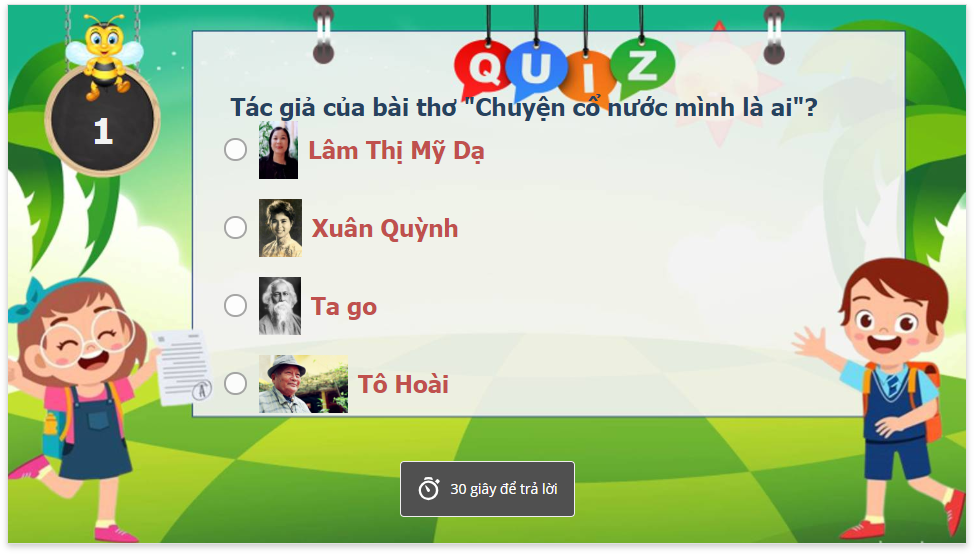 QUIZ
1
Tác giả của bài thơ "Chuyện cổ nước mình là ai"?
Lâm Thị Mỹ Dạ
Xuân Quỳnh
Ta go
Tô Hoài
A
30 giây để trả lời